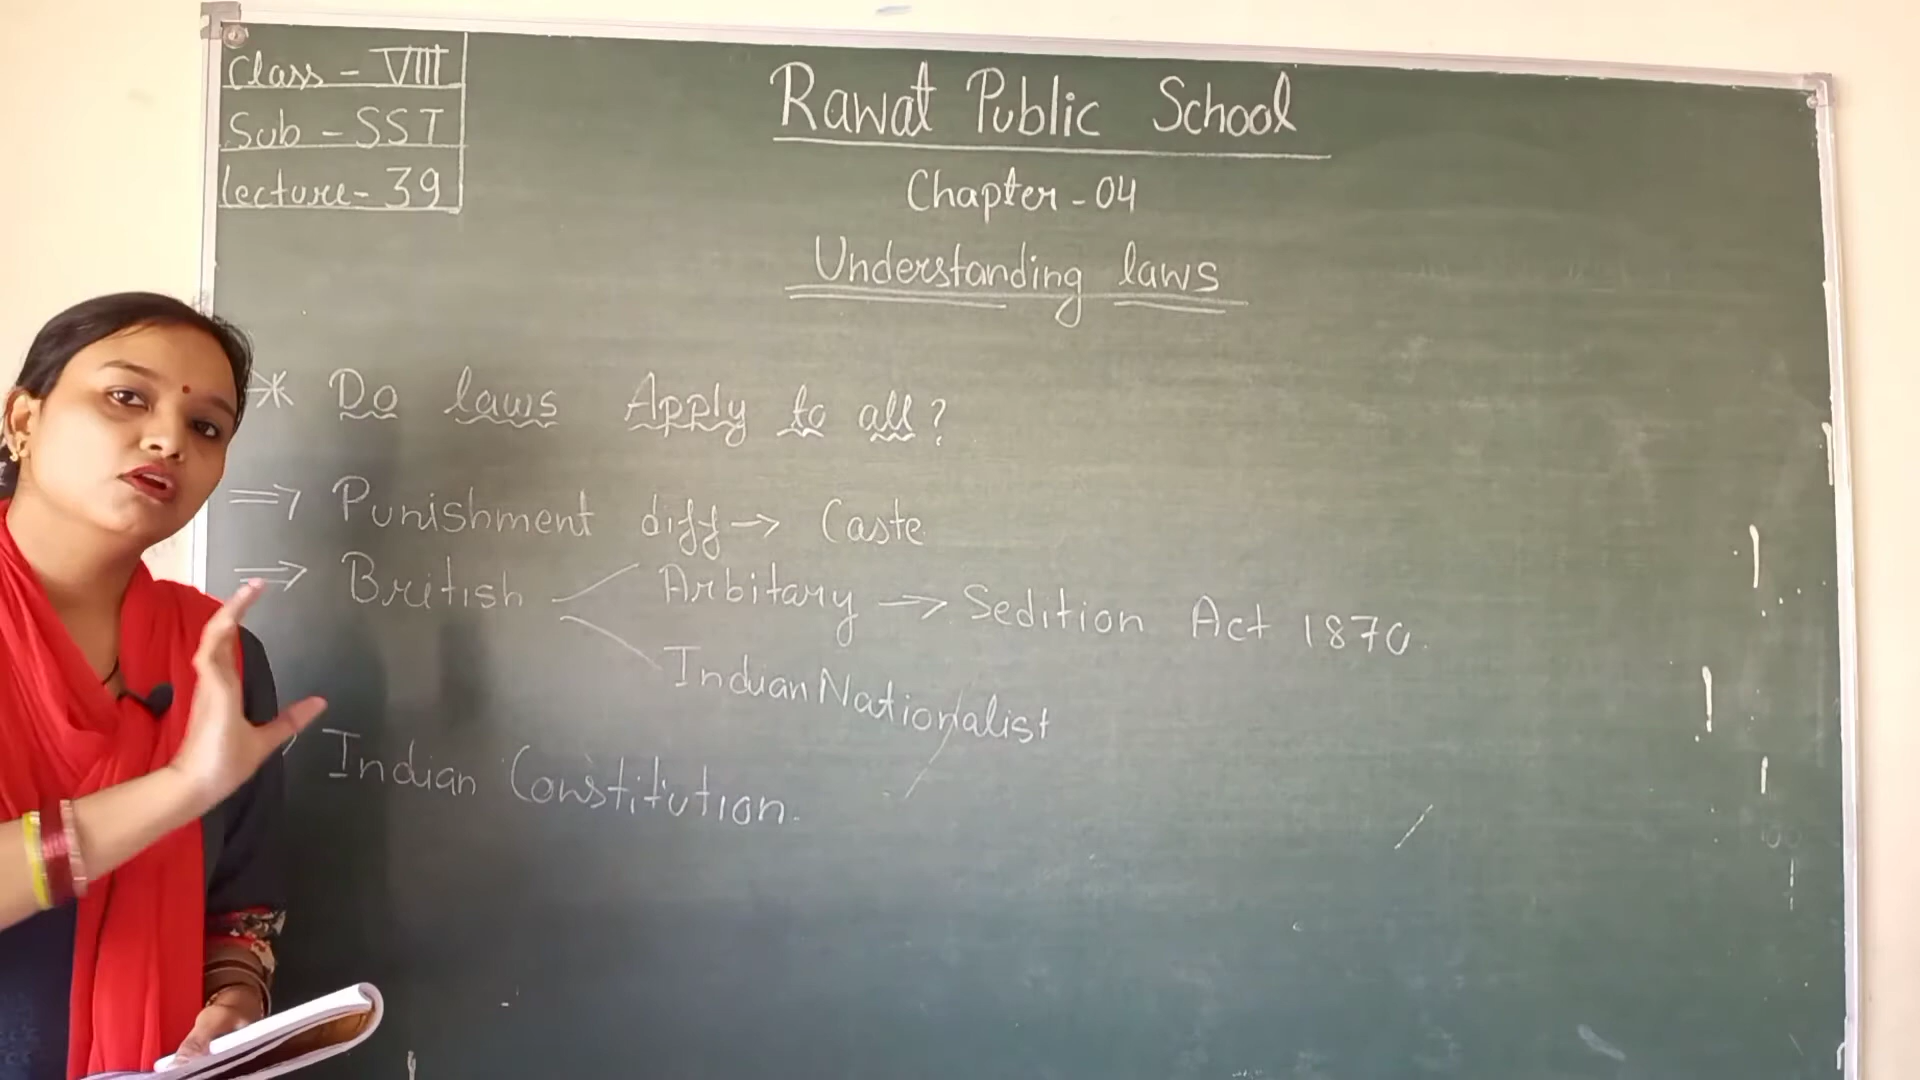 Class - VIII
Sub - SST
Lecture - 39
Rawat Public School
Chapter - 04
Understanding laws
* Do laws Apply to all?
⇒ Punishment diff → Caste
⇒ British Arbitary → Sedition Act 1870.
Indian Nationalist
Indian Constitution.